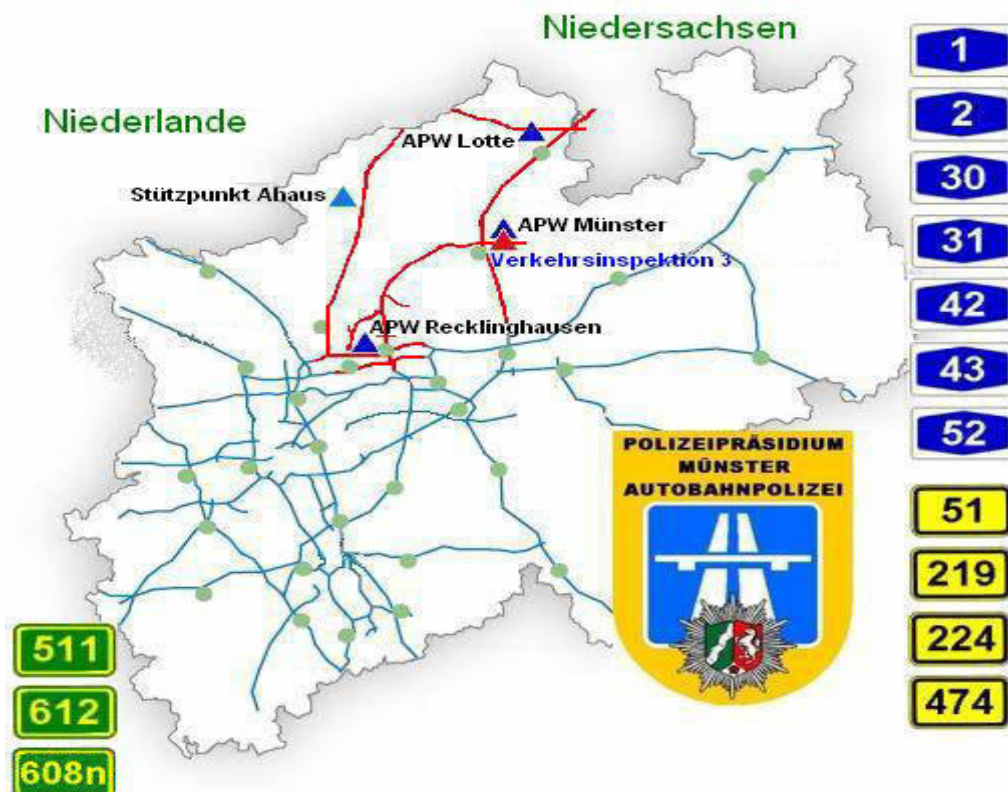 Niedersachsen
Niederlande
APW Lotte
Stützpunkt Ahaus
APW Münster
Verkehrsinspektion 3
APW Recklinghausen
1
2
30
31
42
43
52
51
219
224
474
POLIZEIPRÄSIDIUM
MÜNSTER
AUTOBAHNPOLIZEI
511
612
608n